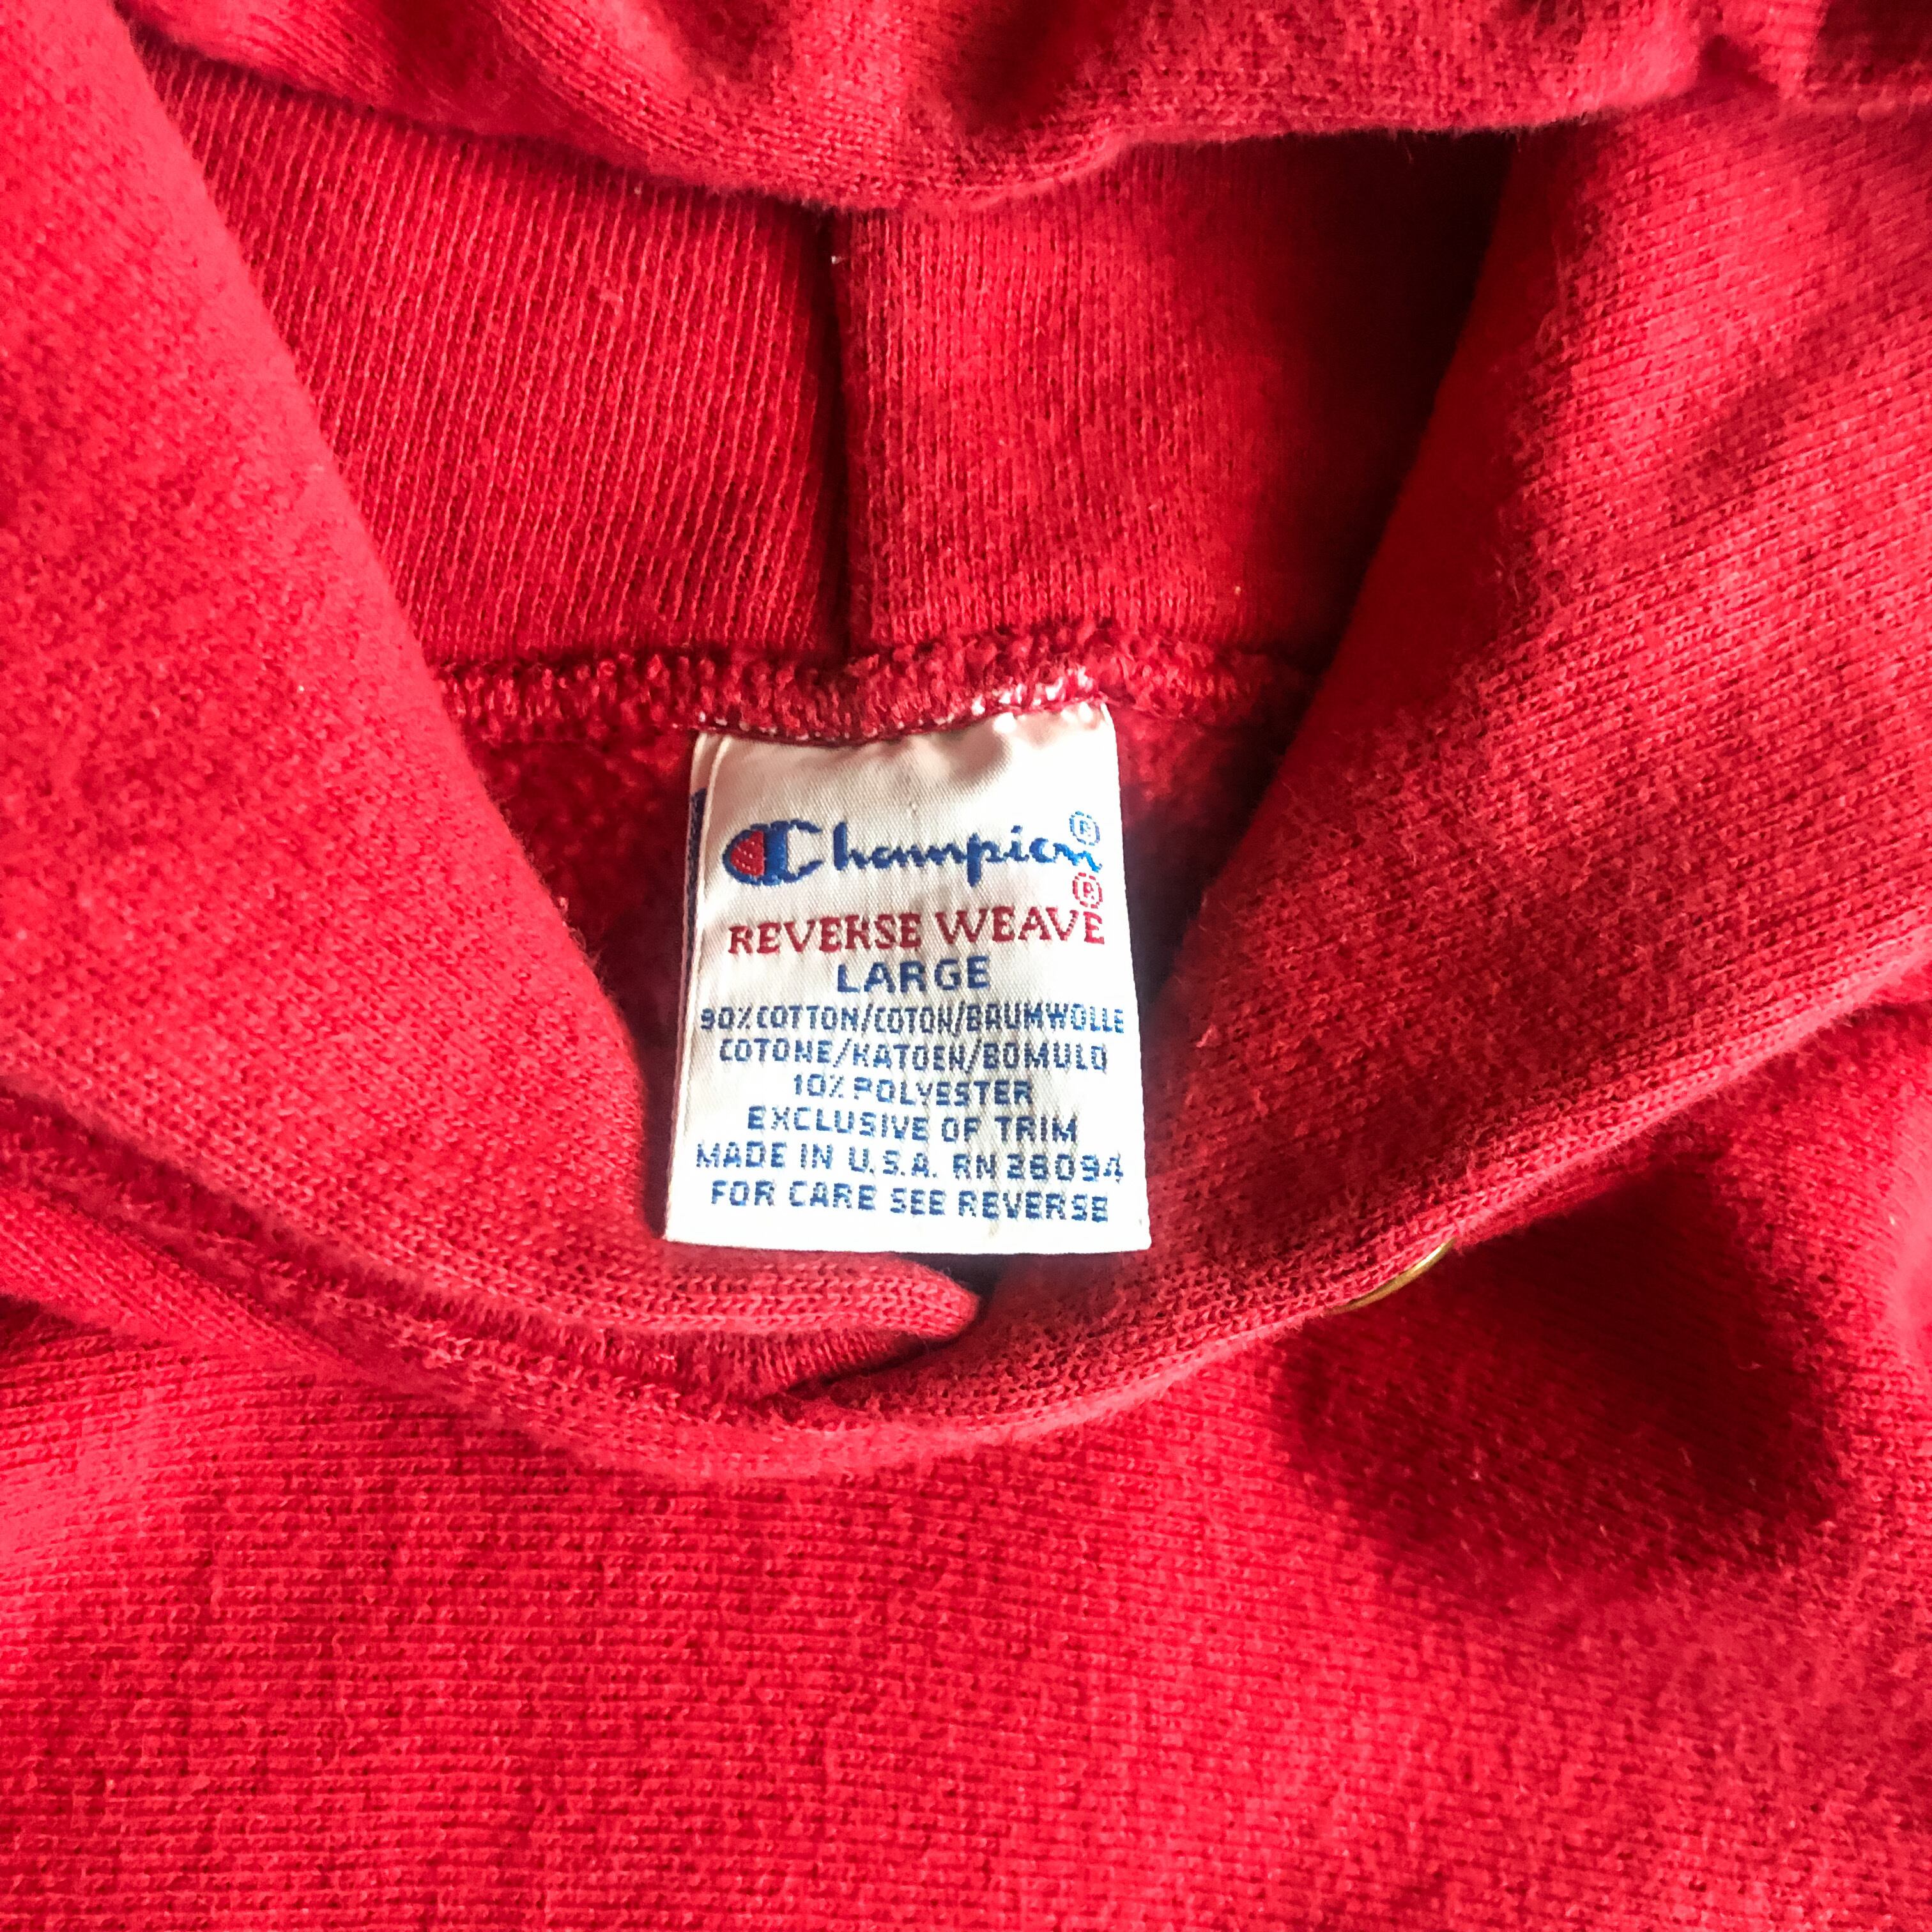 Champion®
REVERSE WEAVE®
LARGE
90% COTTON/COTON/BAUMWOLLE
COTONE/KATOEN/BOMULD
10% POLYESTER
EXCLUSIVE OF TRIM
MADE IN U.S.A. RN 26094
FOR CARE SEE REVERSE